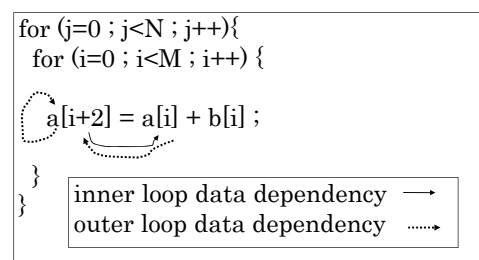 for (j=0 ; j<N ; j++){
for (i=0 ; i<M ; i++) {
a[i+2] = a[i] + b[i] ;
}
}
inner loop data dependency
outer loop data dependency